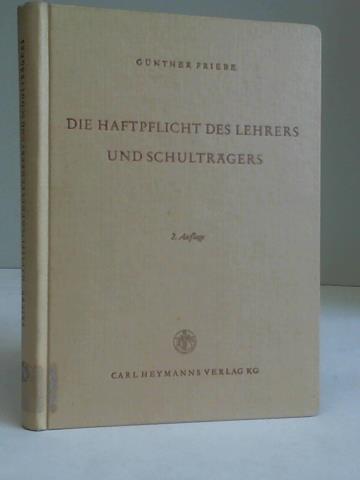 GÜNTHER FRIEBE
DIE HAFTPFLICHT DES LEHRERS
UND SCHULTRÄGERS
2. Auflage
CARL HEYMANNS VERLAG KG